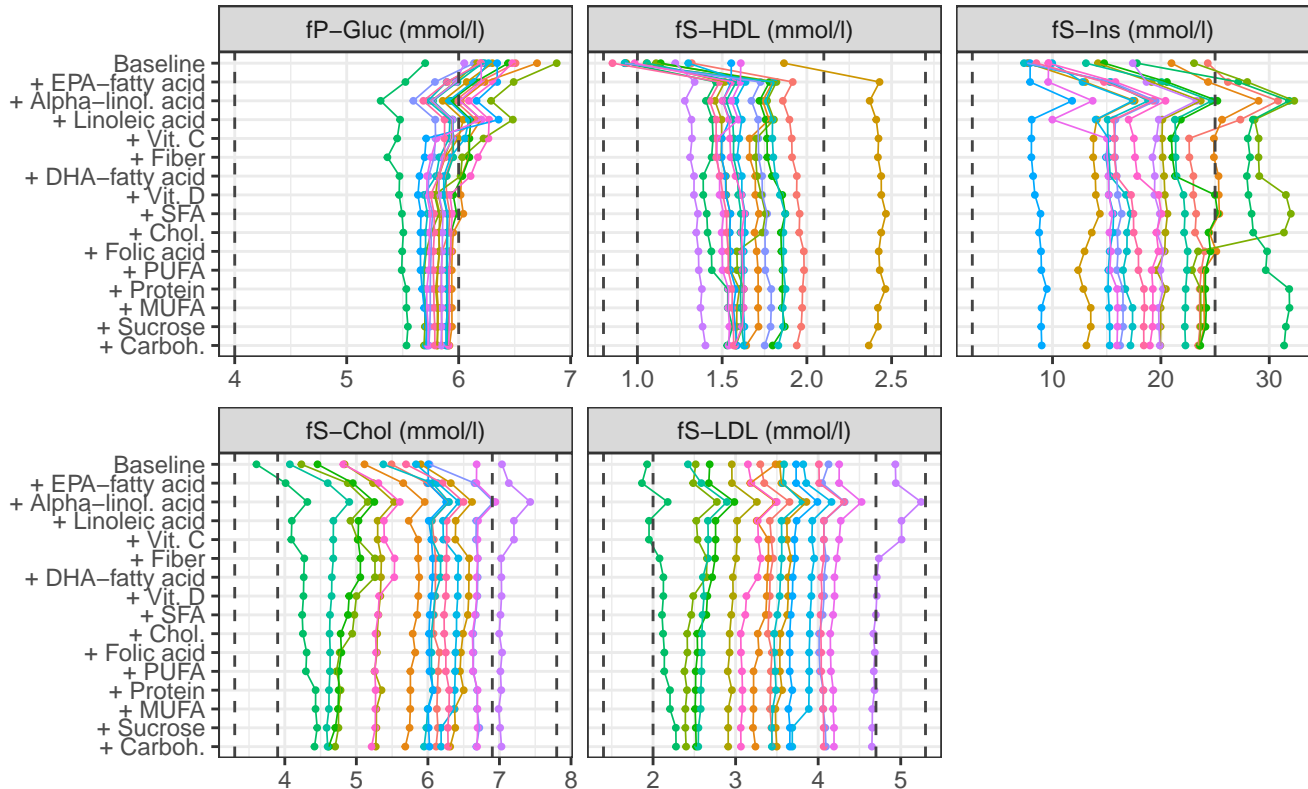 fP−Gluc (mmol/l) fS−HDL (mmol/l) fS−Ins (mmol/l)
Baseline
+ EPA−fatty acid
+ Alpha−linol. acid
+ Linoleic acid
+ Vit. C
+ Fiber
+ DHA−fatty acid
+ Vit. D
+ SFA
+ Chol.
+ Folic acid
+ PUFA
+ Protein
+ MUFA
+ Sucrose
+ Carboh.
4 5 6 7 1.0 1.5 2.0 2.5 10 20 30
fS−Chol (mmol/l) fS−LDL (mmol/l)
Baseline
+ EPA−fatty acid
+ Alpha−linol. acid
+ Linoleic acid
+ Vit. C
+ Fiber
+ DHA−fatty acid
+ Vit. D
+ SFA
+ Chol.
+ Folic acid
+ PUFA
+ Protein
+ MUFA
+ Sucrose
+ Carboh.
4 5 6 7 8 2 3 4 5